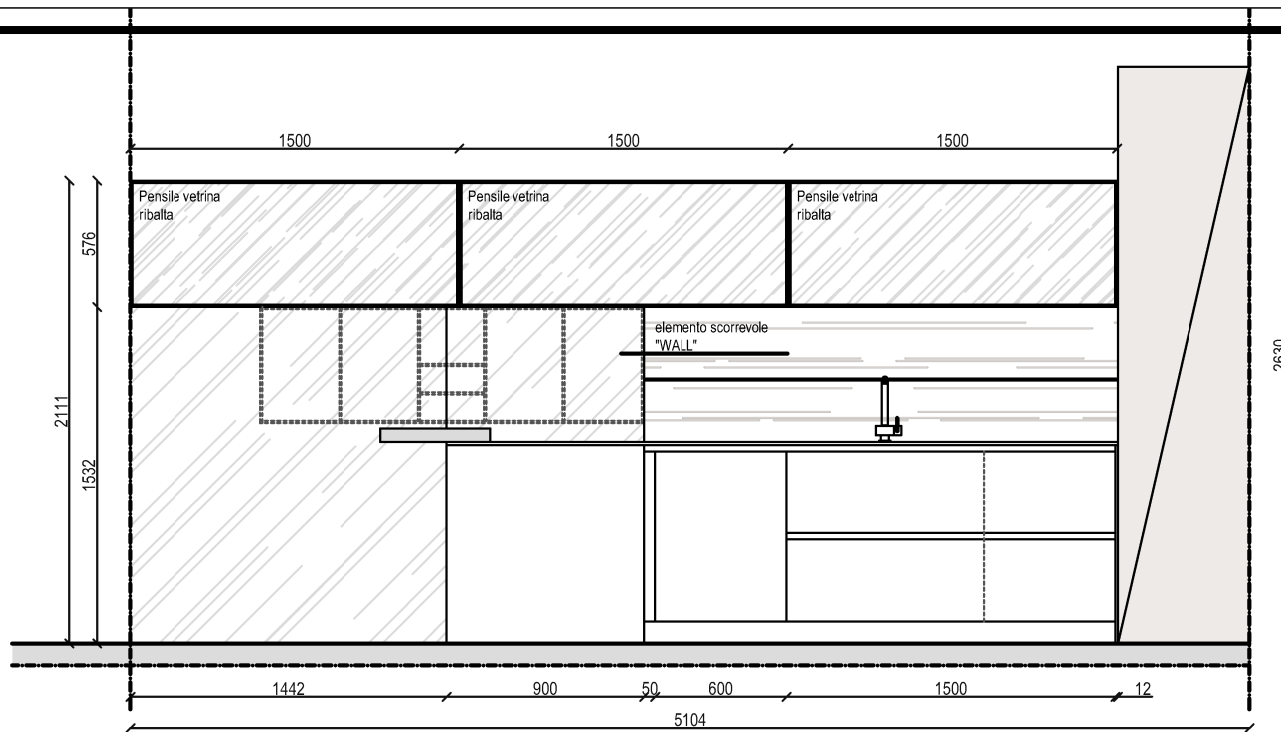 1500
1500
1500
Pensile vetrina
ribalta
Pensile vetrina
ribalta
Pensile vetrina
ribalta
576
elemento scorrevole
"WALL"
2630
2111
1532
1442
900
50
600
1500
12
5104